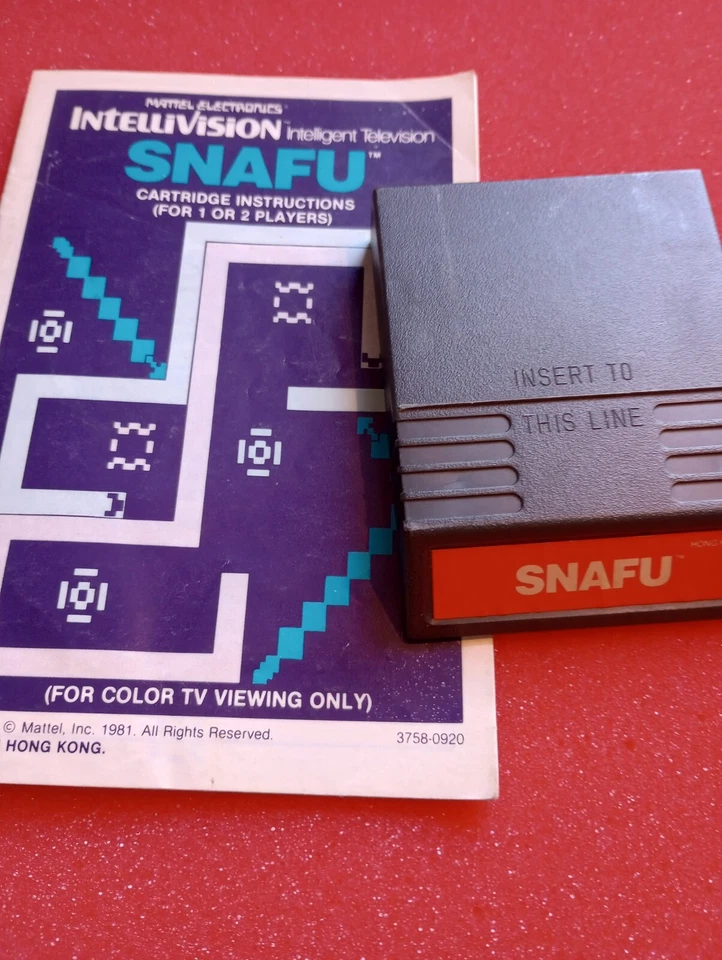 MATTEL ELECTRONICS®
INTELLIVISION™ Intelligent Television
SNAFU™
CARTRIDGE INSTRUCTIONS
(FOR 1 OR 2 PLAYERS)
(FOR COLOR TV VIEWING ONLY)
© Mattel, Inc. 1981. All Rights Reserved.
HONG KONG.
3758-0920
INSERT TO
THIS LINE
SNAFU™